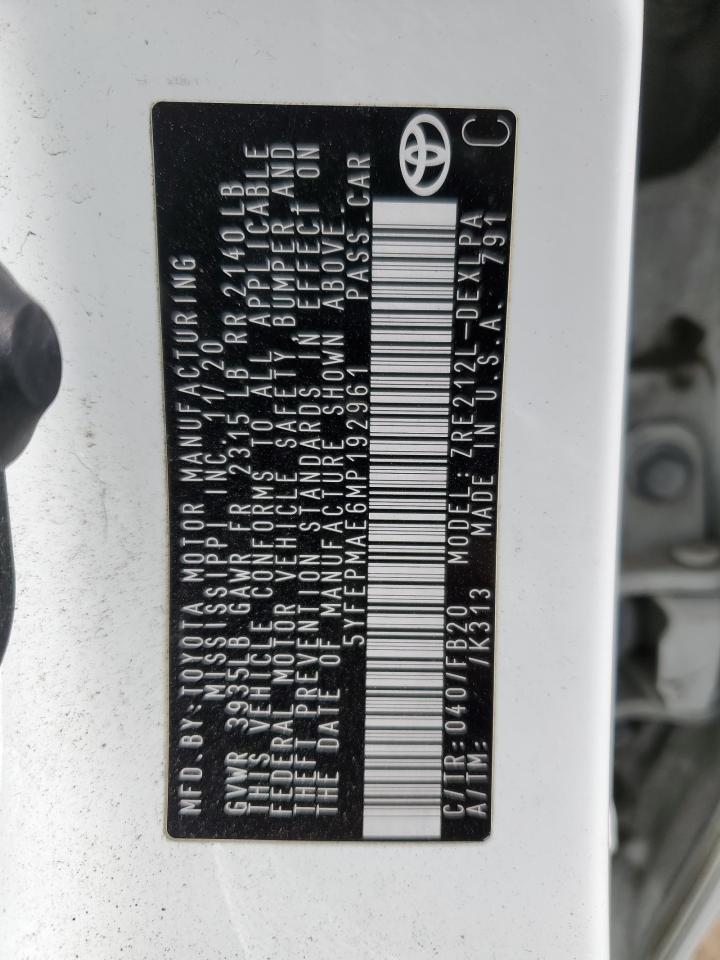 MFD. BY: TOYOTA MOTOR MANUFACTURING
MISSISSIPPI INC. 11/20
GVWR 3935LB GAWR FR 2315 LB RR 2140LB
THIS VEHICLE CONFORMS TO ALL APPLICABLE
FEDERAL MOTOR VEHICLE SAFETY BUMPER AND
THEFT PREVENTION STANDARDS IN EFFECT ON
THE DATE OF MANUFACTURE SHOWN ABOVE.
5YFEPMAE6MP192961 PASS.CAR
C/TR:040/FB20 MODEL: ZRE212L-DEXLPA
A/TM: /K313 MADE IN U.S.A. 791
C